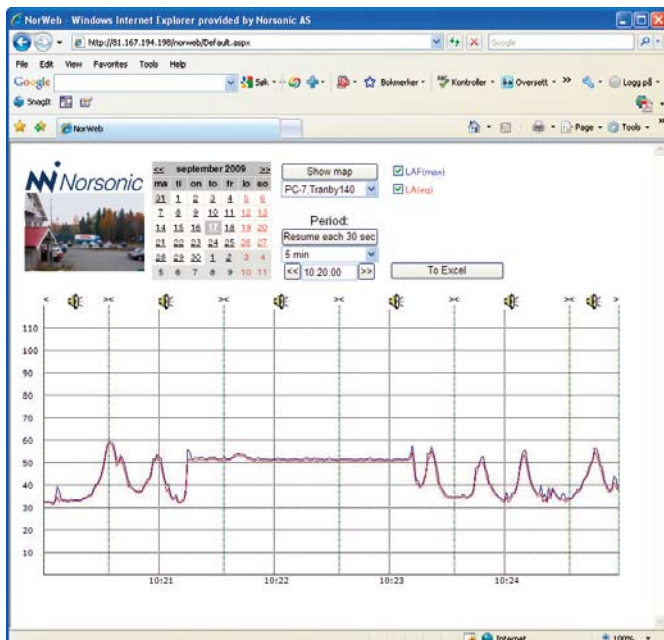 NorWeb - Windows Internet Explorer provided by Norsonic AS
http://81.167.194.198/norweb/Default.aspx
Google
File Edit View Favorites Tools Help
Google Søk Bokmerker Kontroller Oversett >> Logg på
SnagIt
NorWeb Page Tools >>
Norsonic
<< september 2009 >>
ma ti on to fr lo so
31 1 2 3 4 5 6
7 8 9 10 11 12 13
14 15 16 17 18 19 20
21 22 23 24 25 26 27
28 29 30 1 2 3 4
5 6 7 8 9 10 11
Show map
PC-7,Tranby140
LAF(max)
LA(eq)
Period:
Resume each 30 sec
5 min
<< 10:20:00 >>
To Excel
< >< >< >< >< >< >
110
100
90
80
70
60
50
40
30
20
10
10:21 10:22 10:23 10:24
Internet 100%